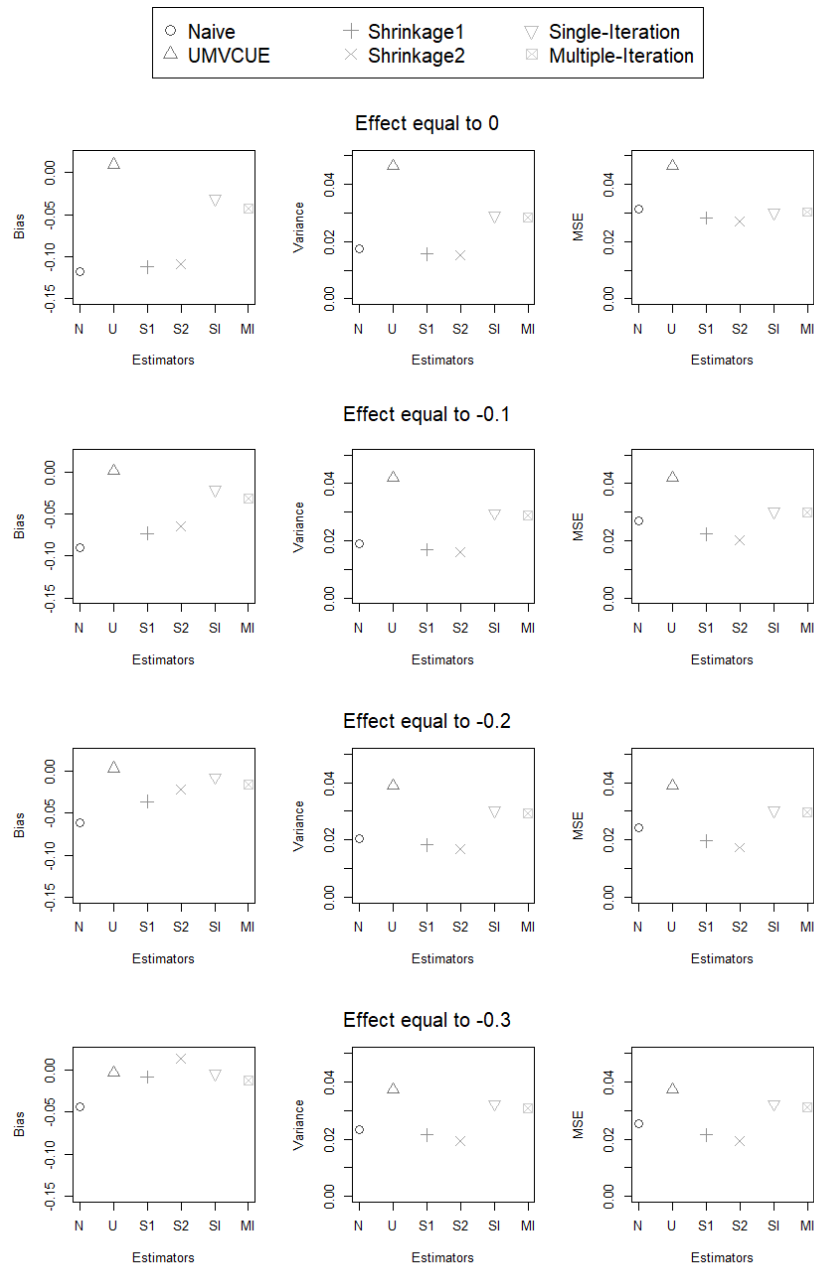 Naive Shrinkage1 Single-Iteration
UMVCUE Shrinkage2 Multiple-Iteration
Effect equal to 0
Bias
0.00
-0.05
-0.10
-0.15
N U S1 S2 SI MI
Estimators
Variance
0.04
0.02
0.00
N U S1 S2 SI MI
Estimators
MSE
0.04
0.02
0.00
N U S1 S2 SI MI
Estimators
Effect equal to -0.1
Bias
0.00
-0.05
-0.10
-0.15
N U S1 S2 SI MI
Estimators
Variance
0.04
0.02
0.00
N U S1 S2 SI MI
Estimators
MSE
0.04
0.02
0.00
N U S1 S2 SI MI
Estimators
Effect equal to -0.2
Bias
0.00
-0.05
-0.10
-0.15
N U S1 S2 SI MI
Estimators
Variance
0.04
0.02
0.00
N U S1 S2 SI MI
Estimators
MSE
0.04
0.02
0.00
N U S1 S2 SI MI
Estimators
Effect equal to -0.3
Bias
0.00
-0.05
-0.10
-0.15
N U S1 S2 SI MI
Estimators
Variance
0.04
0.02
0.00
N U S1 S2 SI MI
Estimators
MSE
0.04
0.02
0.00
N U S1 S2 SI MI
Estimators